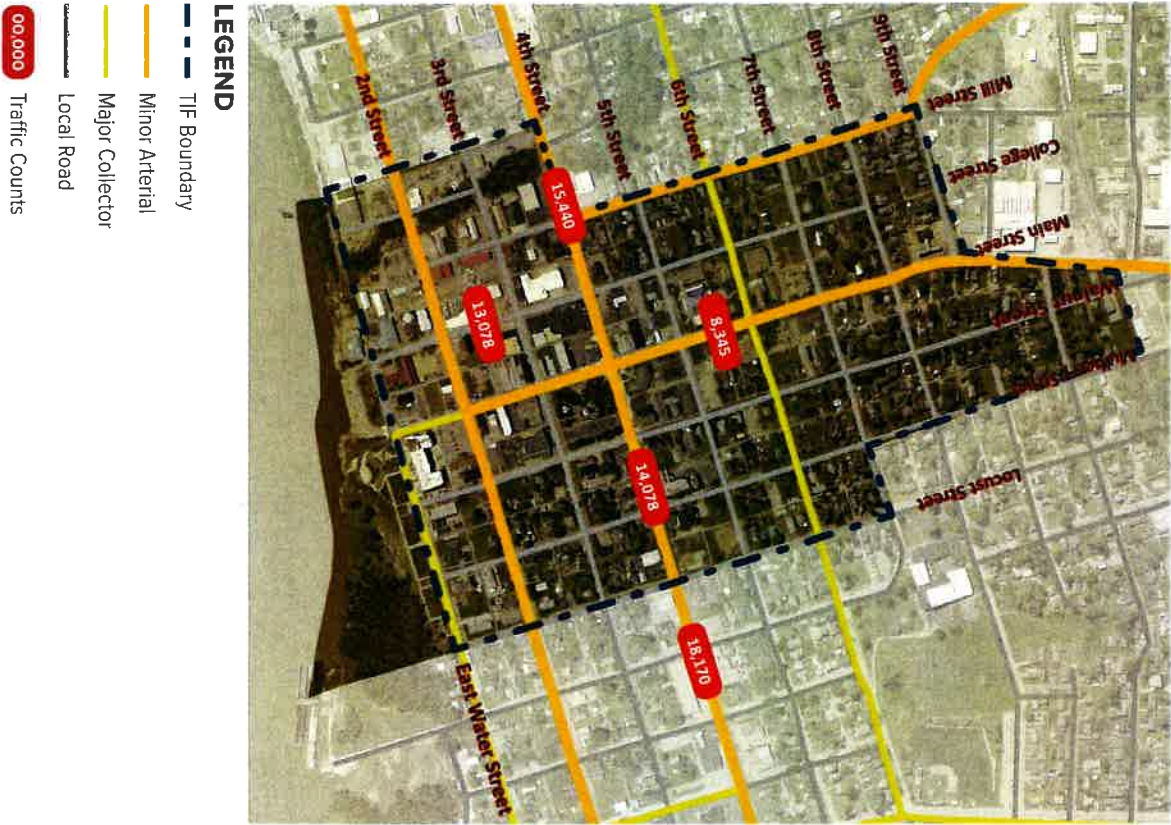 LEGEND
TIF Boundary
Minor Arterial
Major Collector
Local Road
00,000
Traffic Counts
9th Street
8th Street
7th Street
6th Street
5th Street
4th Street
3rd Street
2nd Street
Mill Street
College Street
Main Street
Walnut Street
Mulberry Street
Locust Street
East Water Street
15,440
13,078
8,345
14,078
18,170